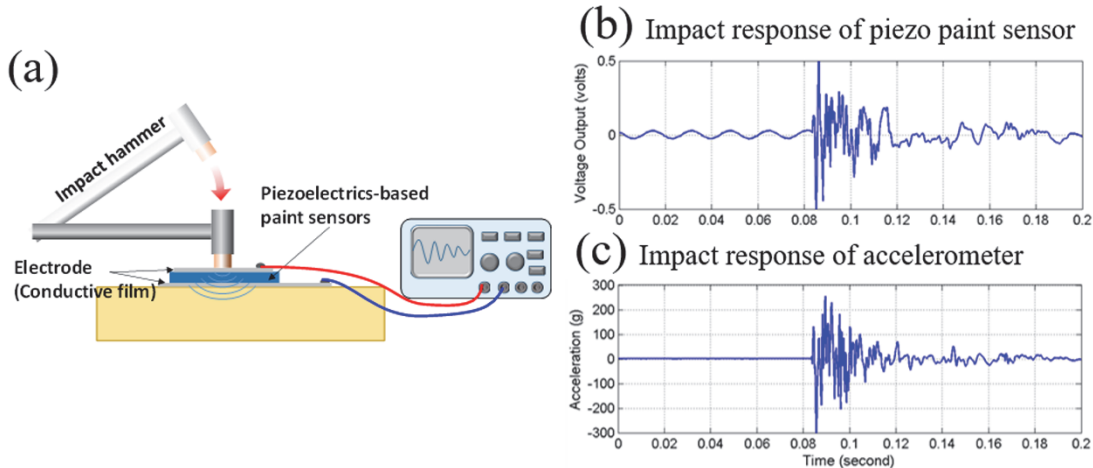 (a)
Impact hammer
Piezoelectrics-based
paint sensors
Electrode
(Conductive film)
(b) Impact response of piezo paint sensor
Voltage Output (volts)
0.5
0
-0.5
0 0.02 0.04 0.06 0.08 0.1 0.12 0.14 0.16 0.18 0.2
(c) Impact response of accelerometer
Acceleration (g)
300
200
100
0
-100
-200
-300
0 0.02 0.04 0.06 0.08 0.1 0.12 0.14 0.16 0.18 0.2
Time (second)